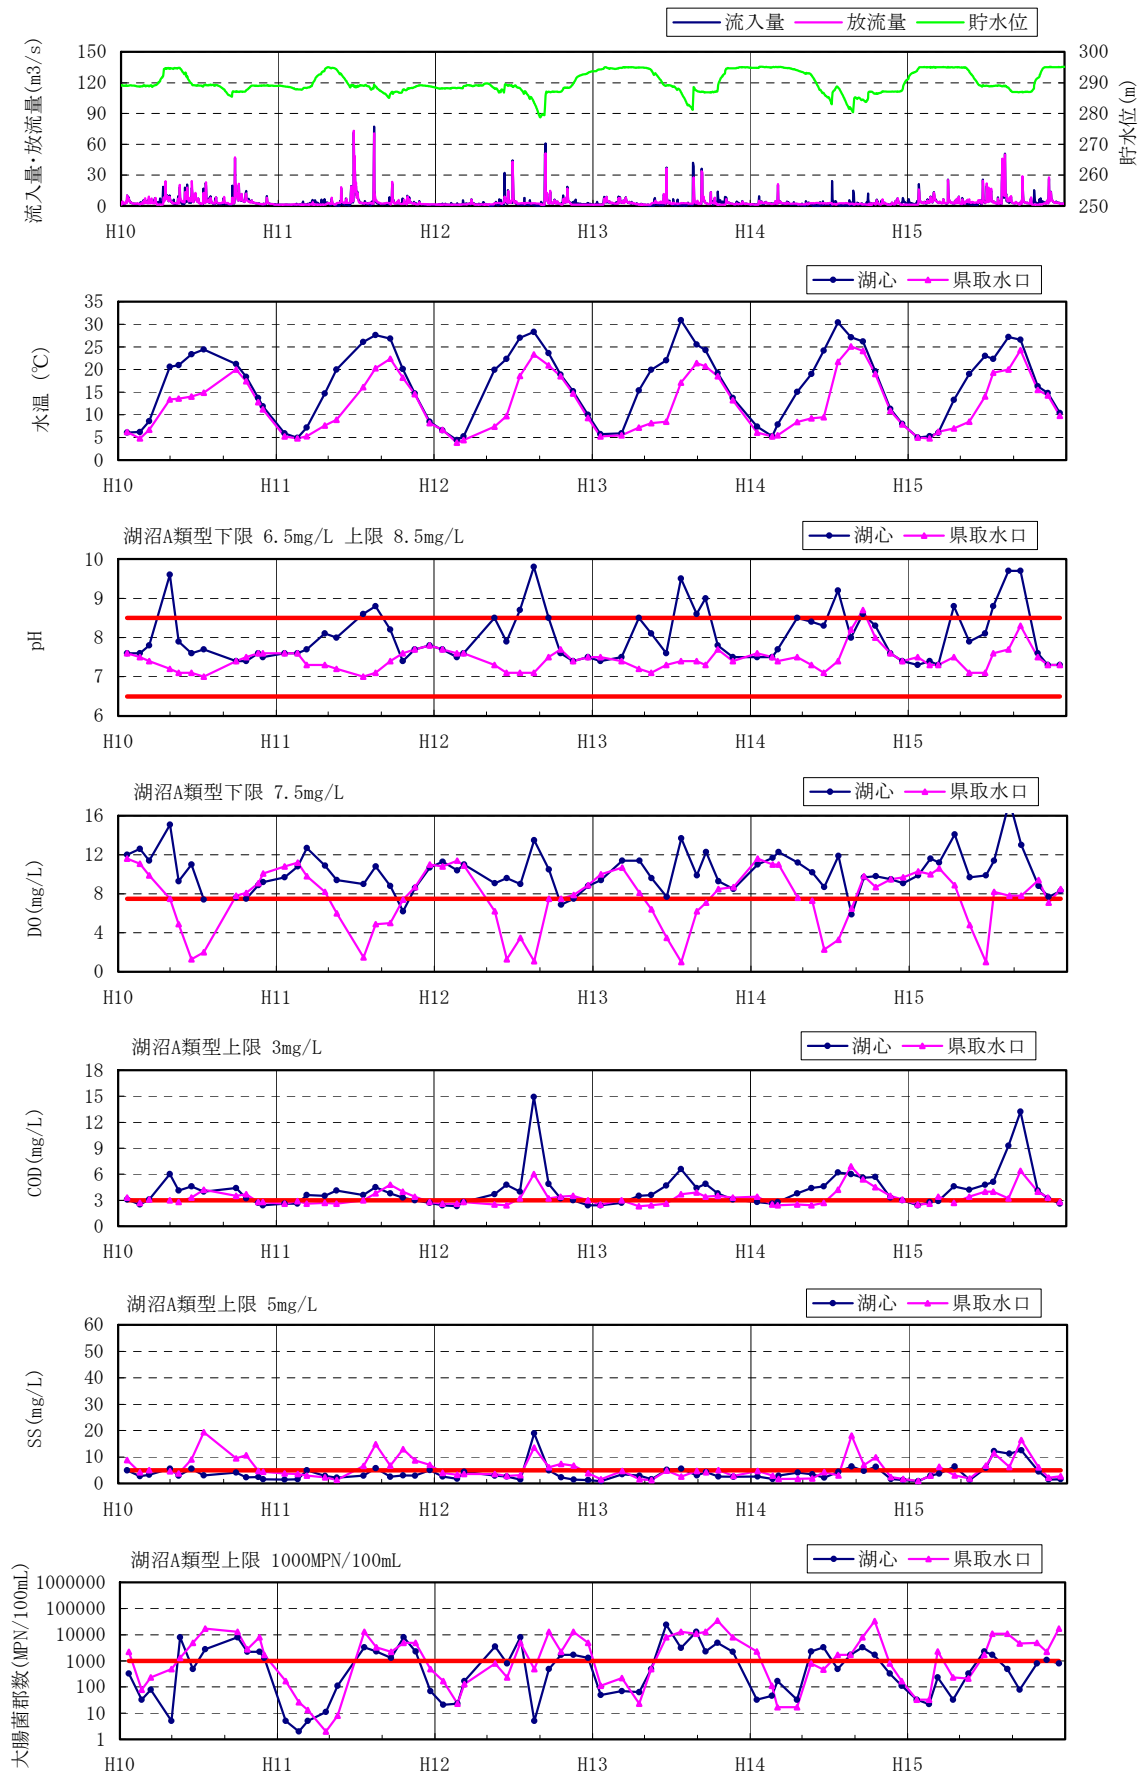 流入量 放流量 貯水位
流入量・放流量(m3/s)
150
120
90
60
30
0
300
290
280
270
260
250
貯水位(m)
H10 H11 H12 H13 H14 H15
湖心 県取水口
水温 (℃)
35
30
25
20
15
10
5
0
H10 H11 H12 H13 H14 H15
湖沼A類型下限 6.5mg/L 上限 8.5mg/L
湖心 県取水口
pH
10
9
8
7
6
H10 H11 H12 H13 H14 H15
湖沼A類型下限 7.5mg/L
湖心 県取水口
DO(mg/L)
16
12
8
4
0
H10 H11 H12 H13 H14 H15
湖沼A類型上限 3mg/L
湖心 県取水口
COD(mg/L)
18
15
12
9
6
3
0
H10 H11 H12 H13 H14 H15
湖沼A類型上限 5mg/L
湖心 県取水口
SS(mg/L)
60
50
40
30
20
10
0
H10 H11 H12 H13 H14 H15
湖沼A類型上限 1000MPN/100mL
湖心 県取水口
大腸菌郡数(MPN/100mL)
1000000
100000
10000
1000
100
10
1
H10 H11 H12 H13 H14 H15